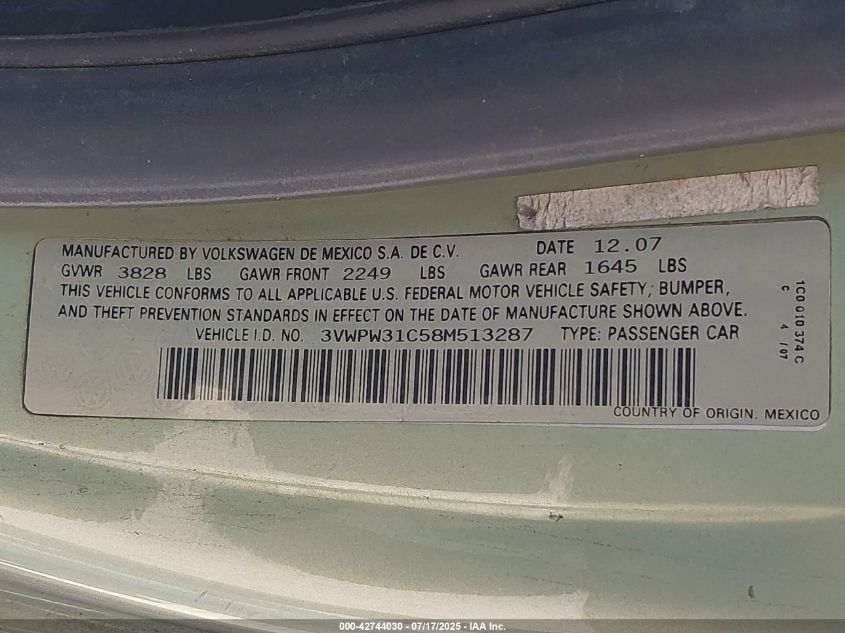 MANUFACTURED BY VOLKSWAGEN DE MEXICO S.A. DE C.V. DATE 12.07
GVWR 3828 LBS GAWR FRONT 2249 LBS GAWR REAR 1645 LBS
THIS VEHICLE CONFORMS TO ALL APPLICABLE U.S. FEDERAL MOTOR VEHICLE SAFETY, BUMPER,
AND THEFT PREVENTION STANDARDS IN EFFECT ON THE DATE OF MANUFACTURE SHOWN ABOVE.
VEHICLE I.D. NO. 3VWPW31C58M513287 TYPE: PASSENGER CAR
COUNTRY OF ORIGIN: MEXICO
1C0 010 374 C
C 4 / 07
000-42744030 - 07/17/2025 - IAA Inc.